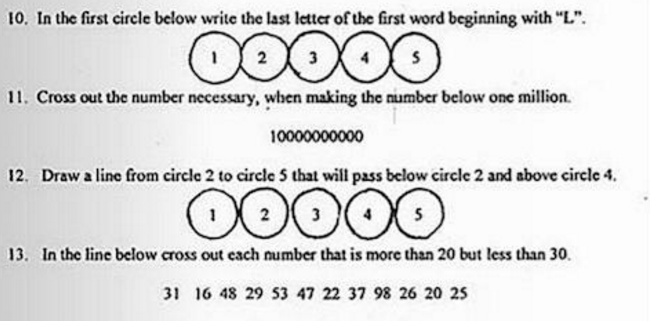 10. In the first circle below write the last letter of the first word beginning with "L".
1 2 3 4 5
11. Cross out the number necessary, when making the number below one million.
10000000000
12. Draw a line from circle 2 to circle 5 that will pass below circle 2 and above circle 4.
1 2 3 4 5
13. In the line below cross out each number that is more than 20 but less than 30.
31 16 48 29 53 47 22 37 98 26 20 25